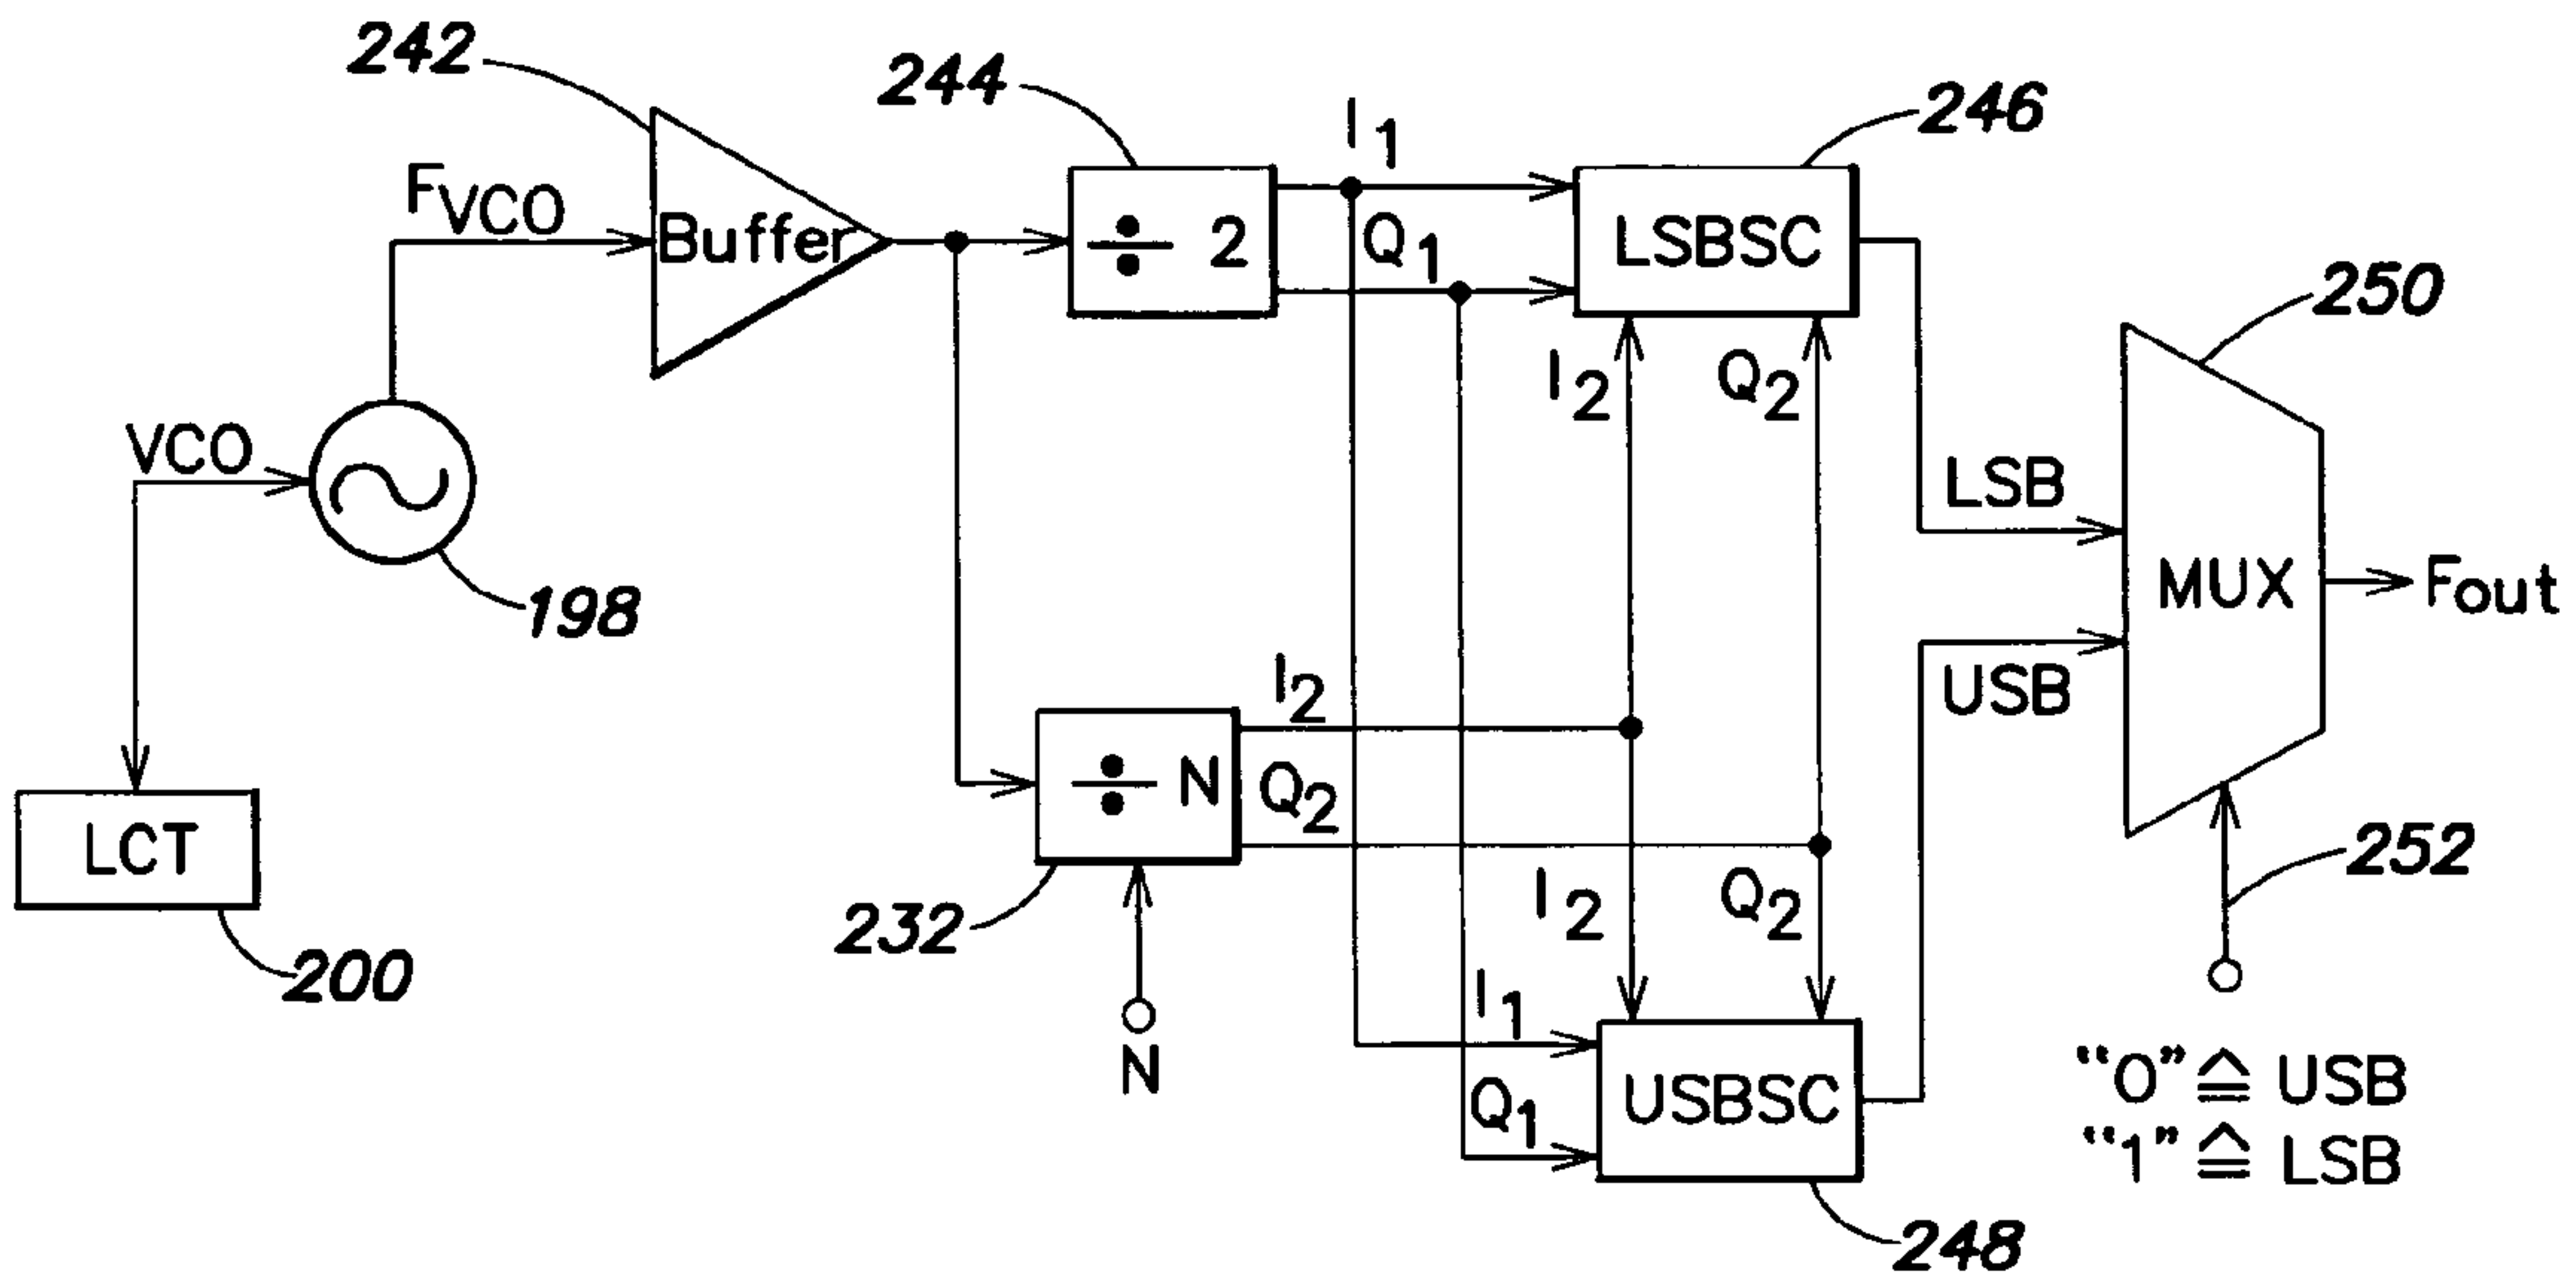 242
244
I1
246
FVCO
Buffer
÷ 2
Q1
LSBSC
250
I2
Q2
VCO
LSB
MUX
Fout
198
I2
USB
÷ N
Q2
LCT
232
I2
Q2
252
200
I1
N
Q1
USBSC
“0” ≙ USB
“1” ≙ LSB
248